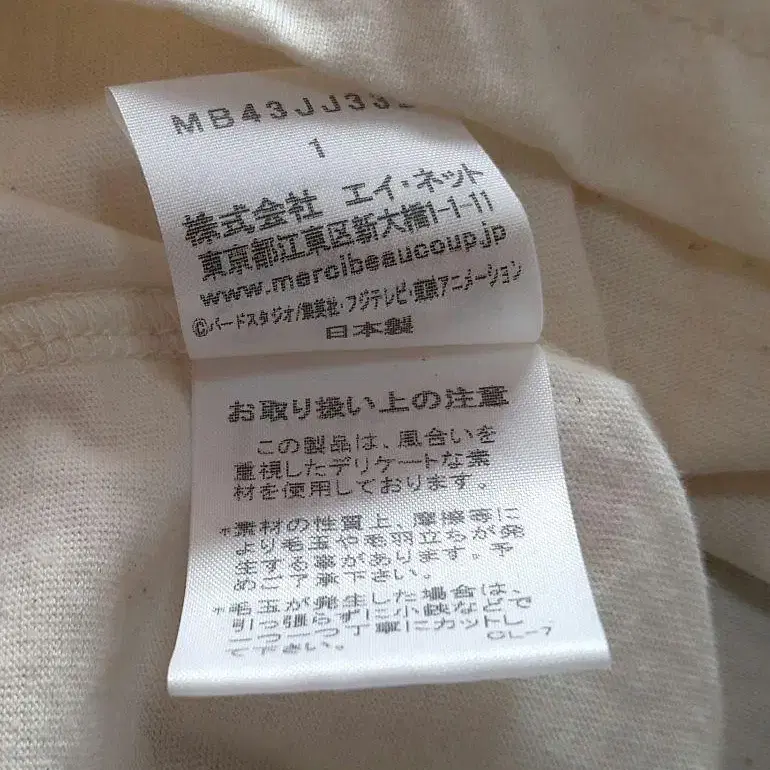 MB43JJ33
1
株式会社 エイ・ネット
東京都江東区新大橋1-1-11
www.mercibeaucoup.jp
©バードスタジオ/集英社・フジテレビ・東映アニメーション
日本製
お取り扱い上の注意
この製品は、風合いを
重視したデリケートな素
材を使用しております。
*素材の性質上、摩擦等に
より毛玉や毛羽立ちが発
生する事があります。予
めご了承下さい。
*毛玉が発生した場合は、
引っ張らずに小鋏などで
一つ一つ丁寧にカットし
て下さい。
CL-7